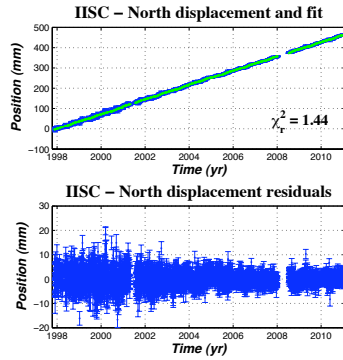 IISC – North displacement and fit
Position (mm)
500
400
300
200
100
0
−100
χ²r = 1.44
1998 2000 2002 2004 2006 2008 2010
Time (yr)
IISC – North displacement residuals
Position (mm)
30
20
10
0
−10
−20
1998 2000 2002 2004 2006 2008 2010
Time (yr)